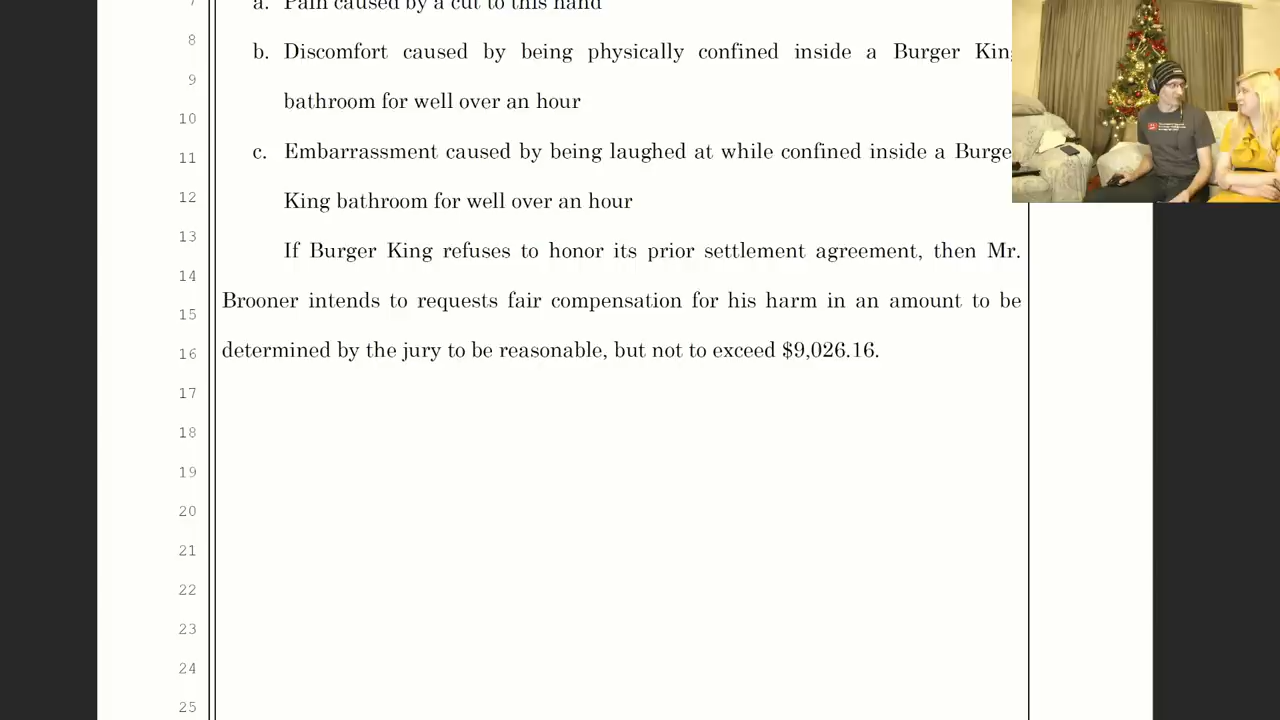 7
a. Pain caused by a cut to this hand
8
b. Discomfort caused by being physically confined inside a Burger King
9
bathroom for well over an hour
10
11
c. Embarrassment caused by being laughed at while confined inside a Burger
12
King bathroom for well over an hour
13
If Burger King refuses to honor its prior settlement agreement, then Mr.
14
Brooner intends to requests fair compensation for his harm in an amount to be
15
determined by the jury to be reasonable, but not to exceed $9,026.16.
16
17
18
19
20
21
22
23
24
25